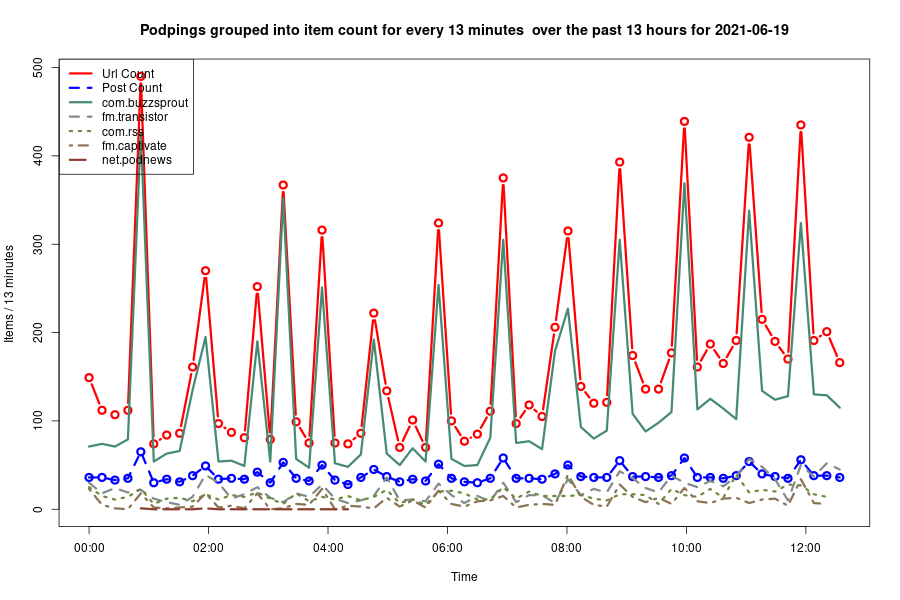 Podpings grouped into item count for every 13 minutes  over the past 13 hours for 2021-06-19
Url Count
Post Count
com.buzzsprout
fm.transistor
com.rss
fm.captivate
net.podnews
500
400
300
200
100
0
Items / 13 minutes
00:00 02:00 04:00 06:00 08:00 10:00 12:00
Time